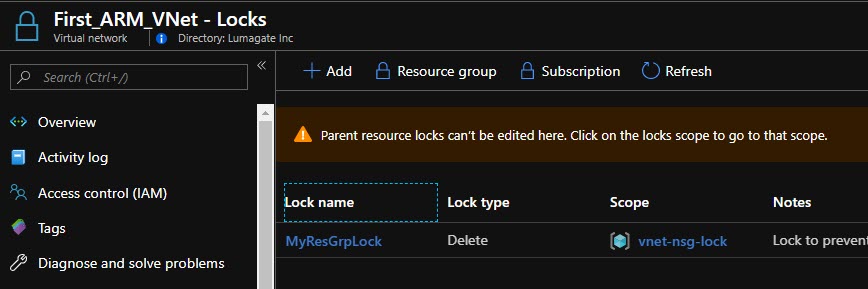 First_ARM_VNet - Locks
Virtual network
Directory: Lumagate Inc
Search (Ctrl+/)
Overview
Activity log
Access control (IAM)
Tags
Diagnose and solve problems
Add
Resource group
Subscription
Refresh
Parent resource locks can't be edited here. Click on the locks scope to go to that scope.
Lock name Lock type Scope Notes
MyResGrpLock Delete vnet-nsg-lock Lock to prevent